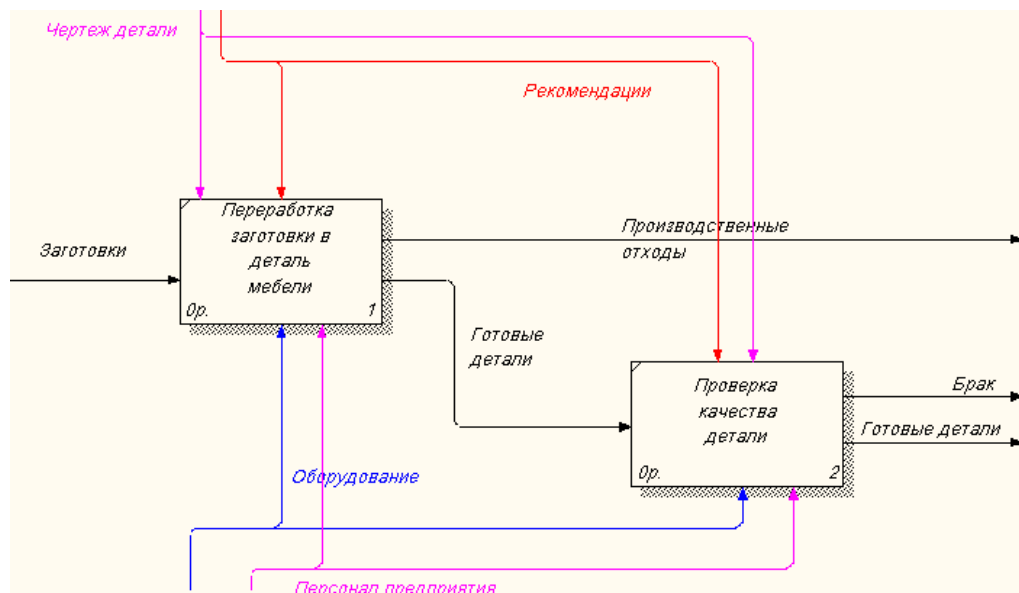 Чертеж детали
Рекомендации
Переработка
заготовки в
деталь
мебели
0р.
1
Заготовки
Производственные
отходы
Готовые
детали
Проверка
качества
детали
0р.
2
Брак
Готовые детали
Оборудование
Персонал предприятия